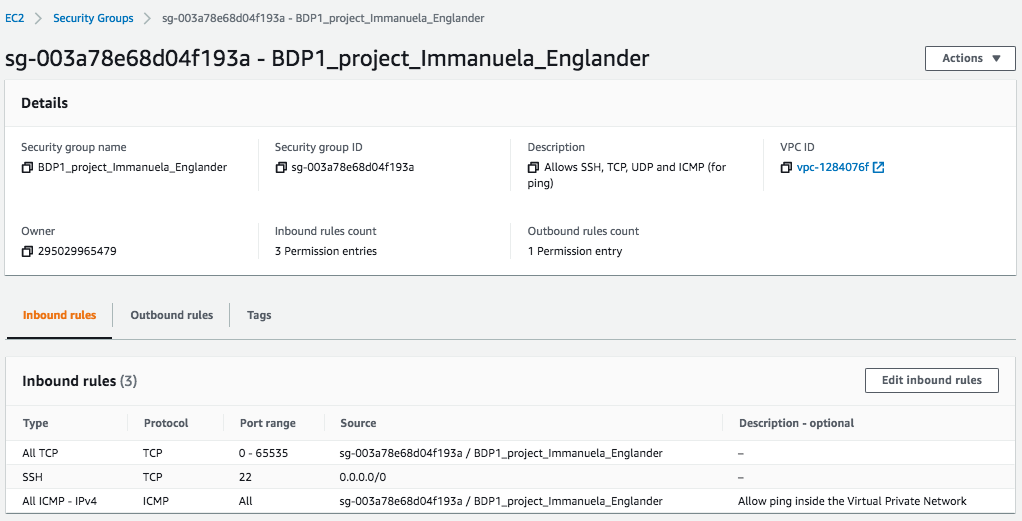 EC2 > Security Groups > sg-003a78e68d04f193a - BDP1_project_Immanuela_Englander
sg-003a78e68d04f193a - BDP1_project_Immanuela_Englander
Actions
Details
Security group name Security group ID Description VPC ID
BDP1_project_Immanuela_Englander sg-003a78e68d04f193a Allows SSH, TCP, UDP and ICMP (for vpc-1284076f
ping)
Owner Inbound rules count Outbound rules count
295029965479 3 Permission entries 1 Permission entry
Inbound rules Outbound rules Tags
Inbound rules (3) Edit inbound rules
Type Protocol Port range Source Description - optional
All TCP TCP 0 - 65535 sg-003a78e68d04f193a / BDP1_project_Immanuela_Englander –
SSH TCP 22 0.0.0.0/0 –
All ICMP - IPv4 ICMP All sg-003a78e68d04f193a / BDP1_project_Immanuela_Englander Allow ping inside the Virtual Private Network